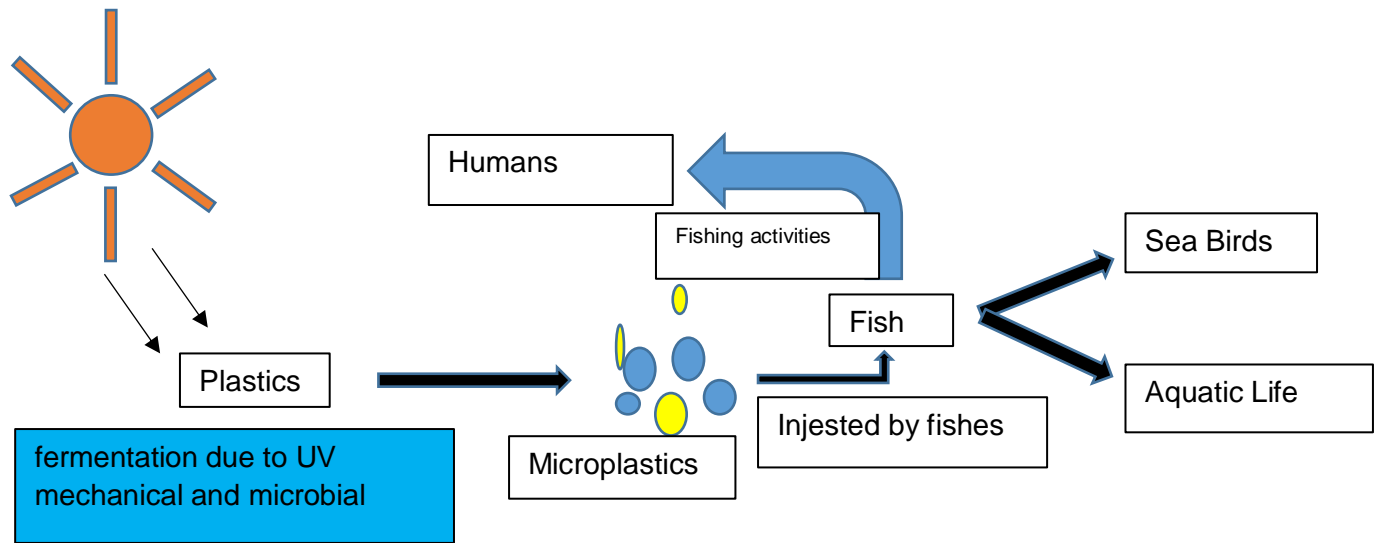 Humans
Fishing activities
Sea Birds
Fish
Plastics
Aquatic Life
Injested by fishes
fermentation due to UV
mechanical and microbial
Microplastics